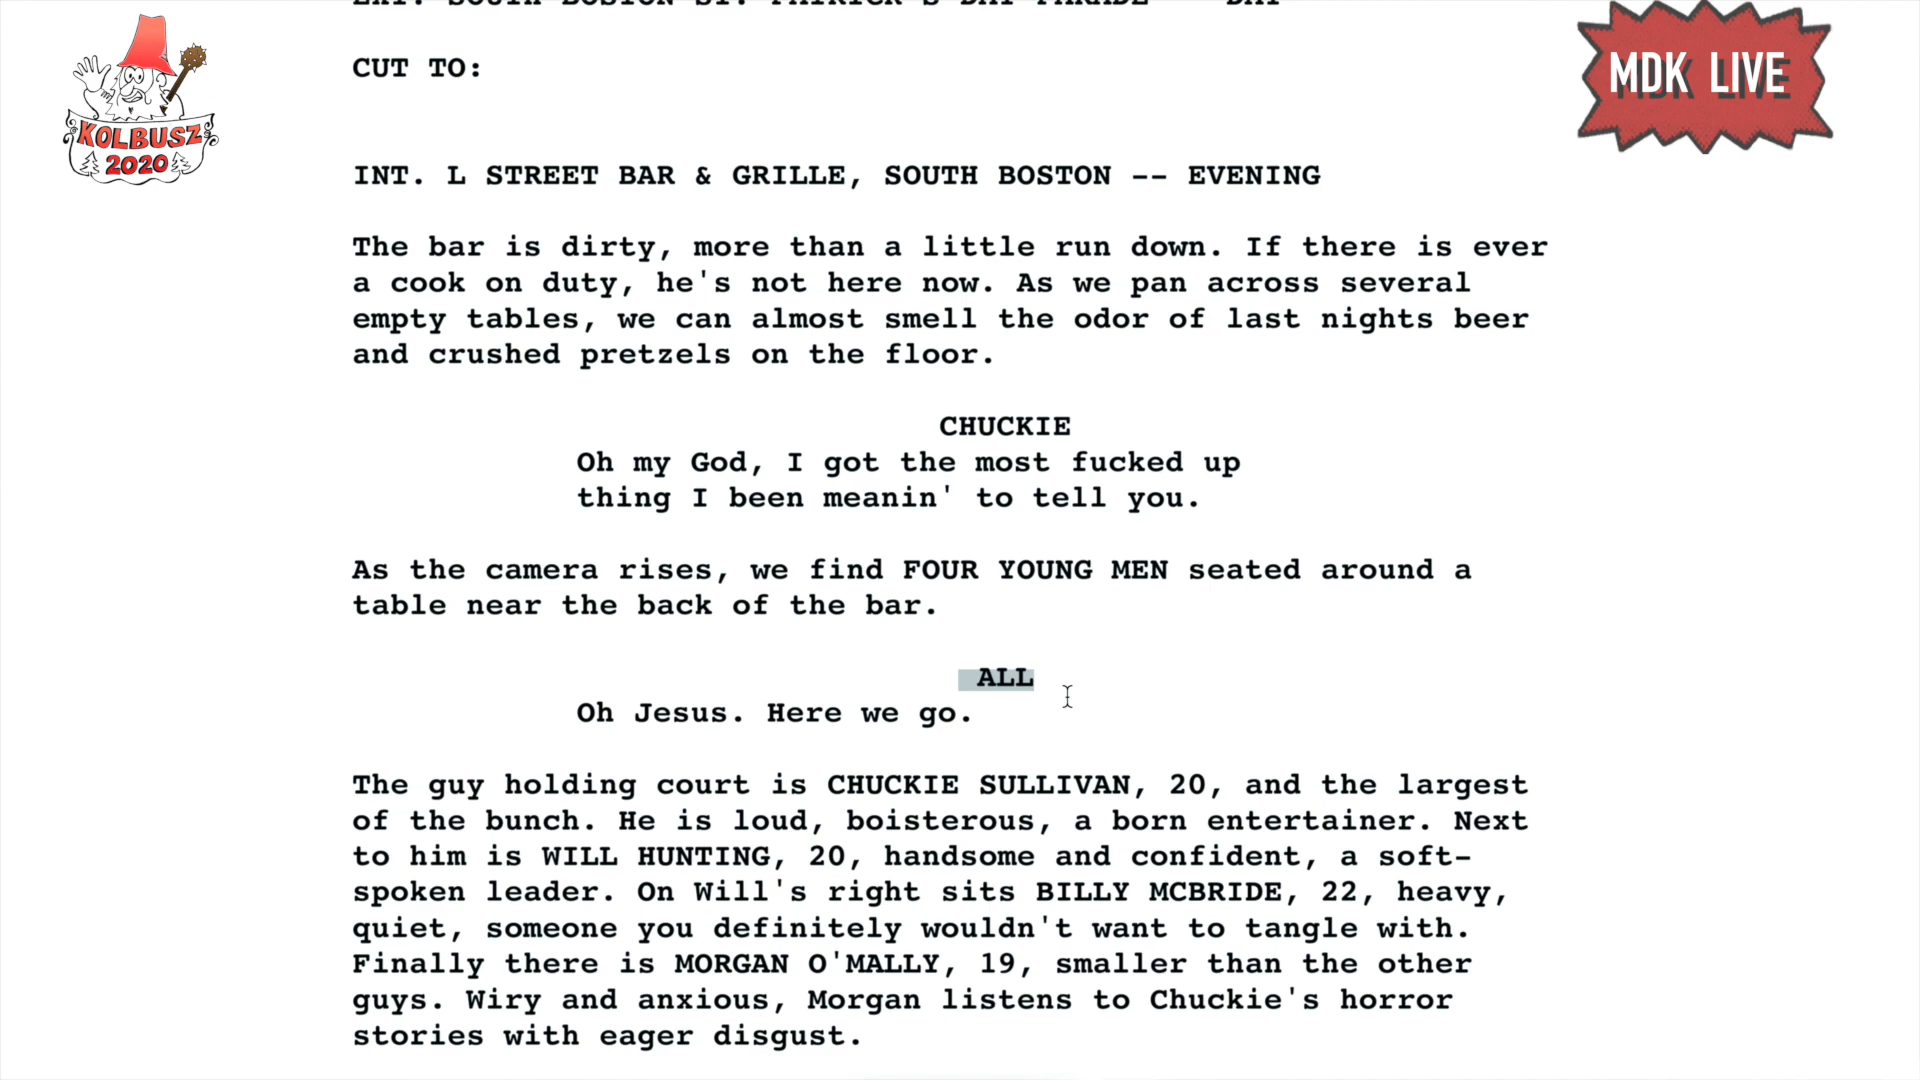 EXT. SOUTH BOSTON ST. PATRICK'S DAY PARADE -- DAY
CUT TO:
KOLBUSZ
2020
MDK LIVE
INT. L STREET BAR & GRILLE, SOUTH BOSTON -- EVENING
The bar is dirty, more than a little run down. If there is ever
a cook on duty, he's not here now. As we pan across several
empty tables, we can almost smell the odor of last nights beer
and crushed pretzels on the floor.
CHUCKIE
Oh my God, I got the most fucked up
thing I been meanin' to tell you.
As the camera rises, we find FOUR YOUNG MEN seated around a
table near the back of the bar.
ALL
Oh Jesus. Here we go.
The guy holding court is CHUCKIE SULLIVAN, 20, and the largest
of the bunch. He is loud, boisterous, a born entertainer. Next
to him is WILL HUNTING, 20, handsome and confident, a soft-
spoken leader. On Will's right sits BILLY MCBRIDE, 22, heavy,
quiet, someone you definitely wouldn't want to tangle with.
Finally there is MORGAN O'MALLY, 19, smaller than the other
guys. Wiry and anxious, Morgan listens to Chuckie's horror
stories with eager disgust.